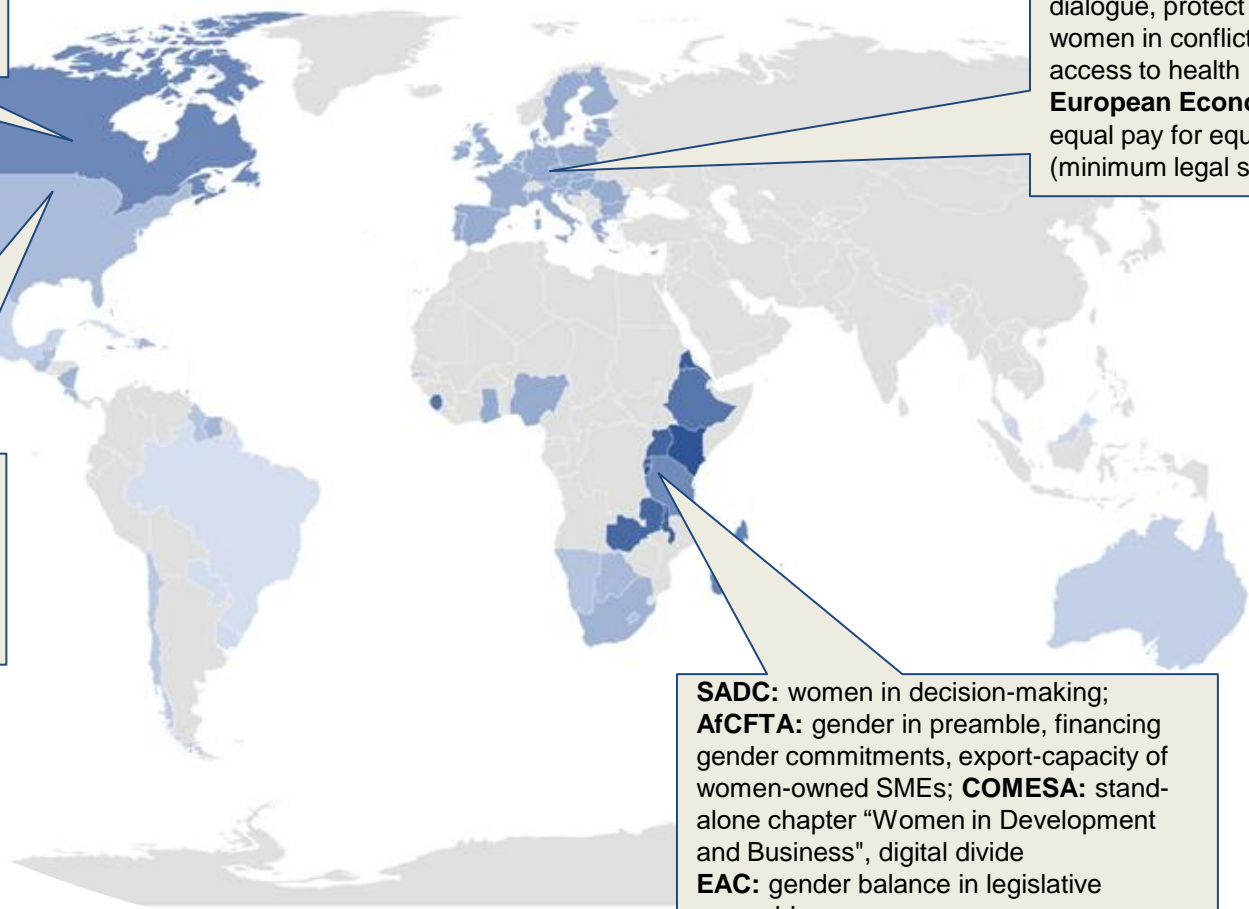 dialogue, protect
women in conflict
access to health
European Econo
equal pay for equ
(minimum legal s
SADC: women in decision-making;
AfCFTA: gender in preamble, financing
gender commitments, export-capacity of
women-owned SMEs; COMESA: stand-
alone chapter “Women in Development
and Business", digital divide
EAC: gender balance in legislative